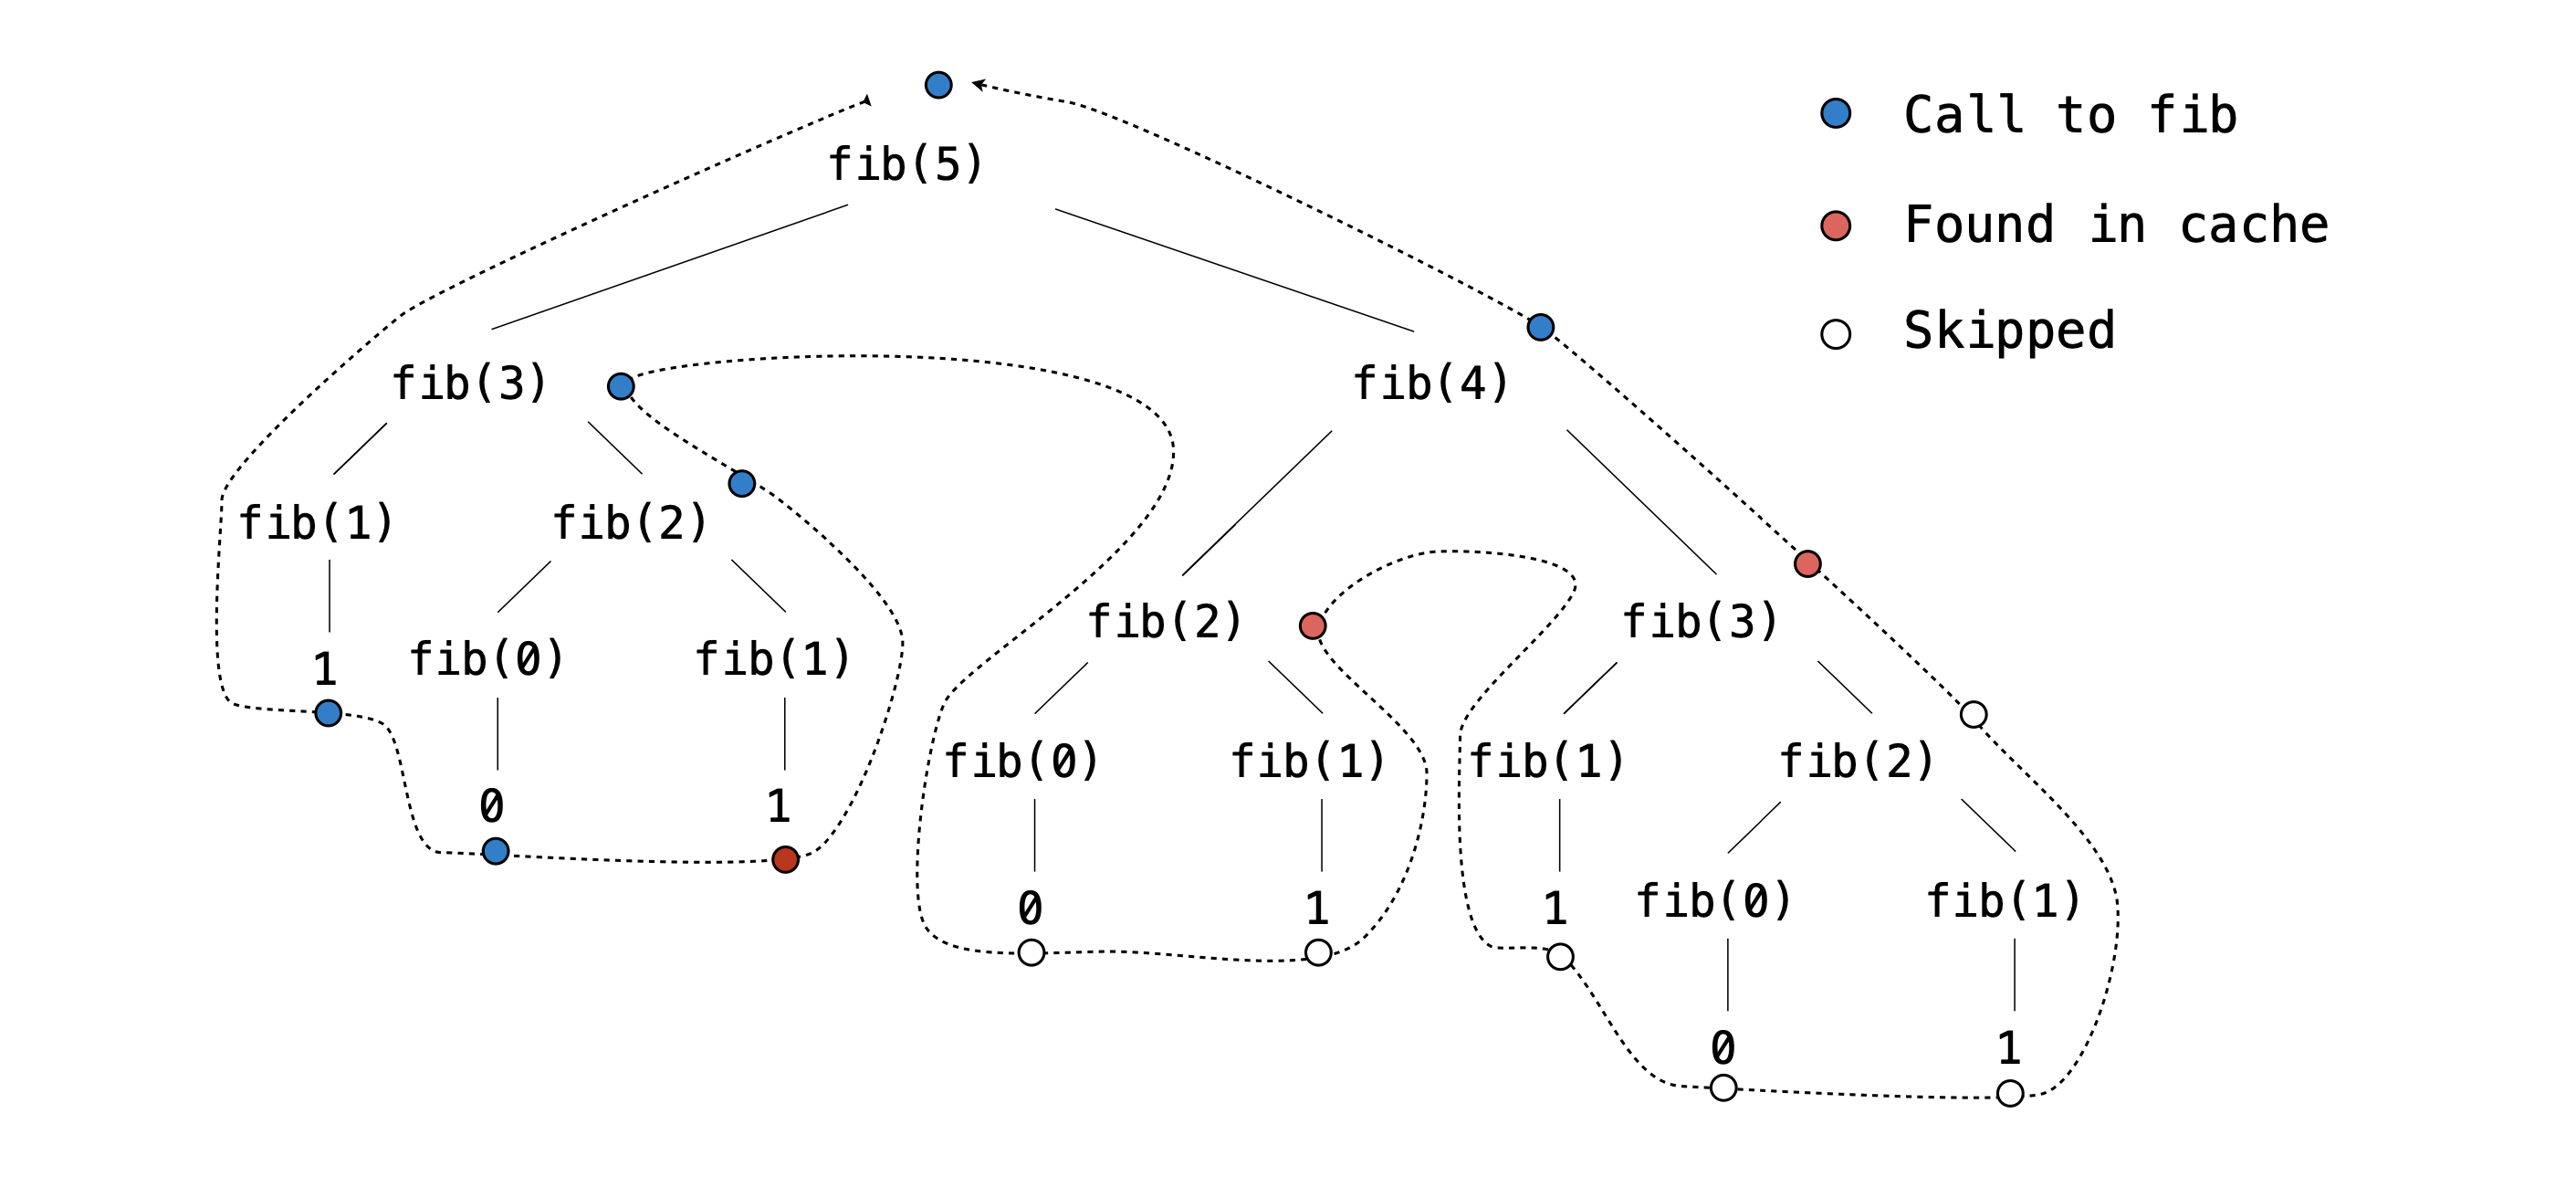 Call to fib
fib(5)
Found in cache
Skipped
fib(3)
fib(4)
fib(1)
fib(2)
fib(2)
fib(3)
1
fib(0)
fib(1)
fib(0)
fib(1)
fib(1)
fib(2)
0
1
0
1
1
fib(0)
fib(1)
0
1